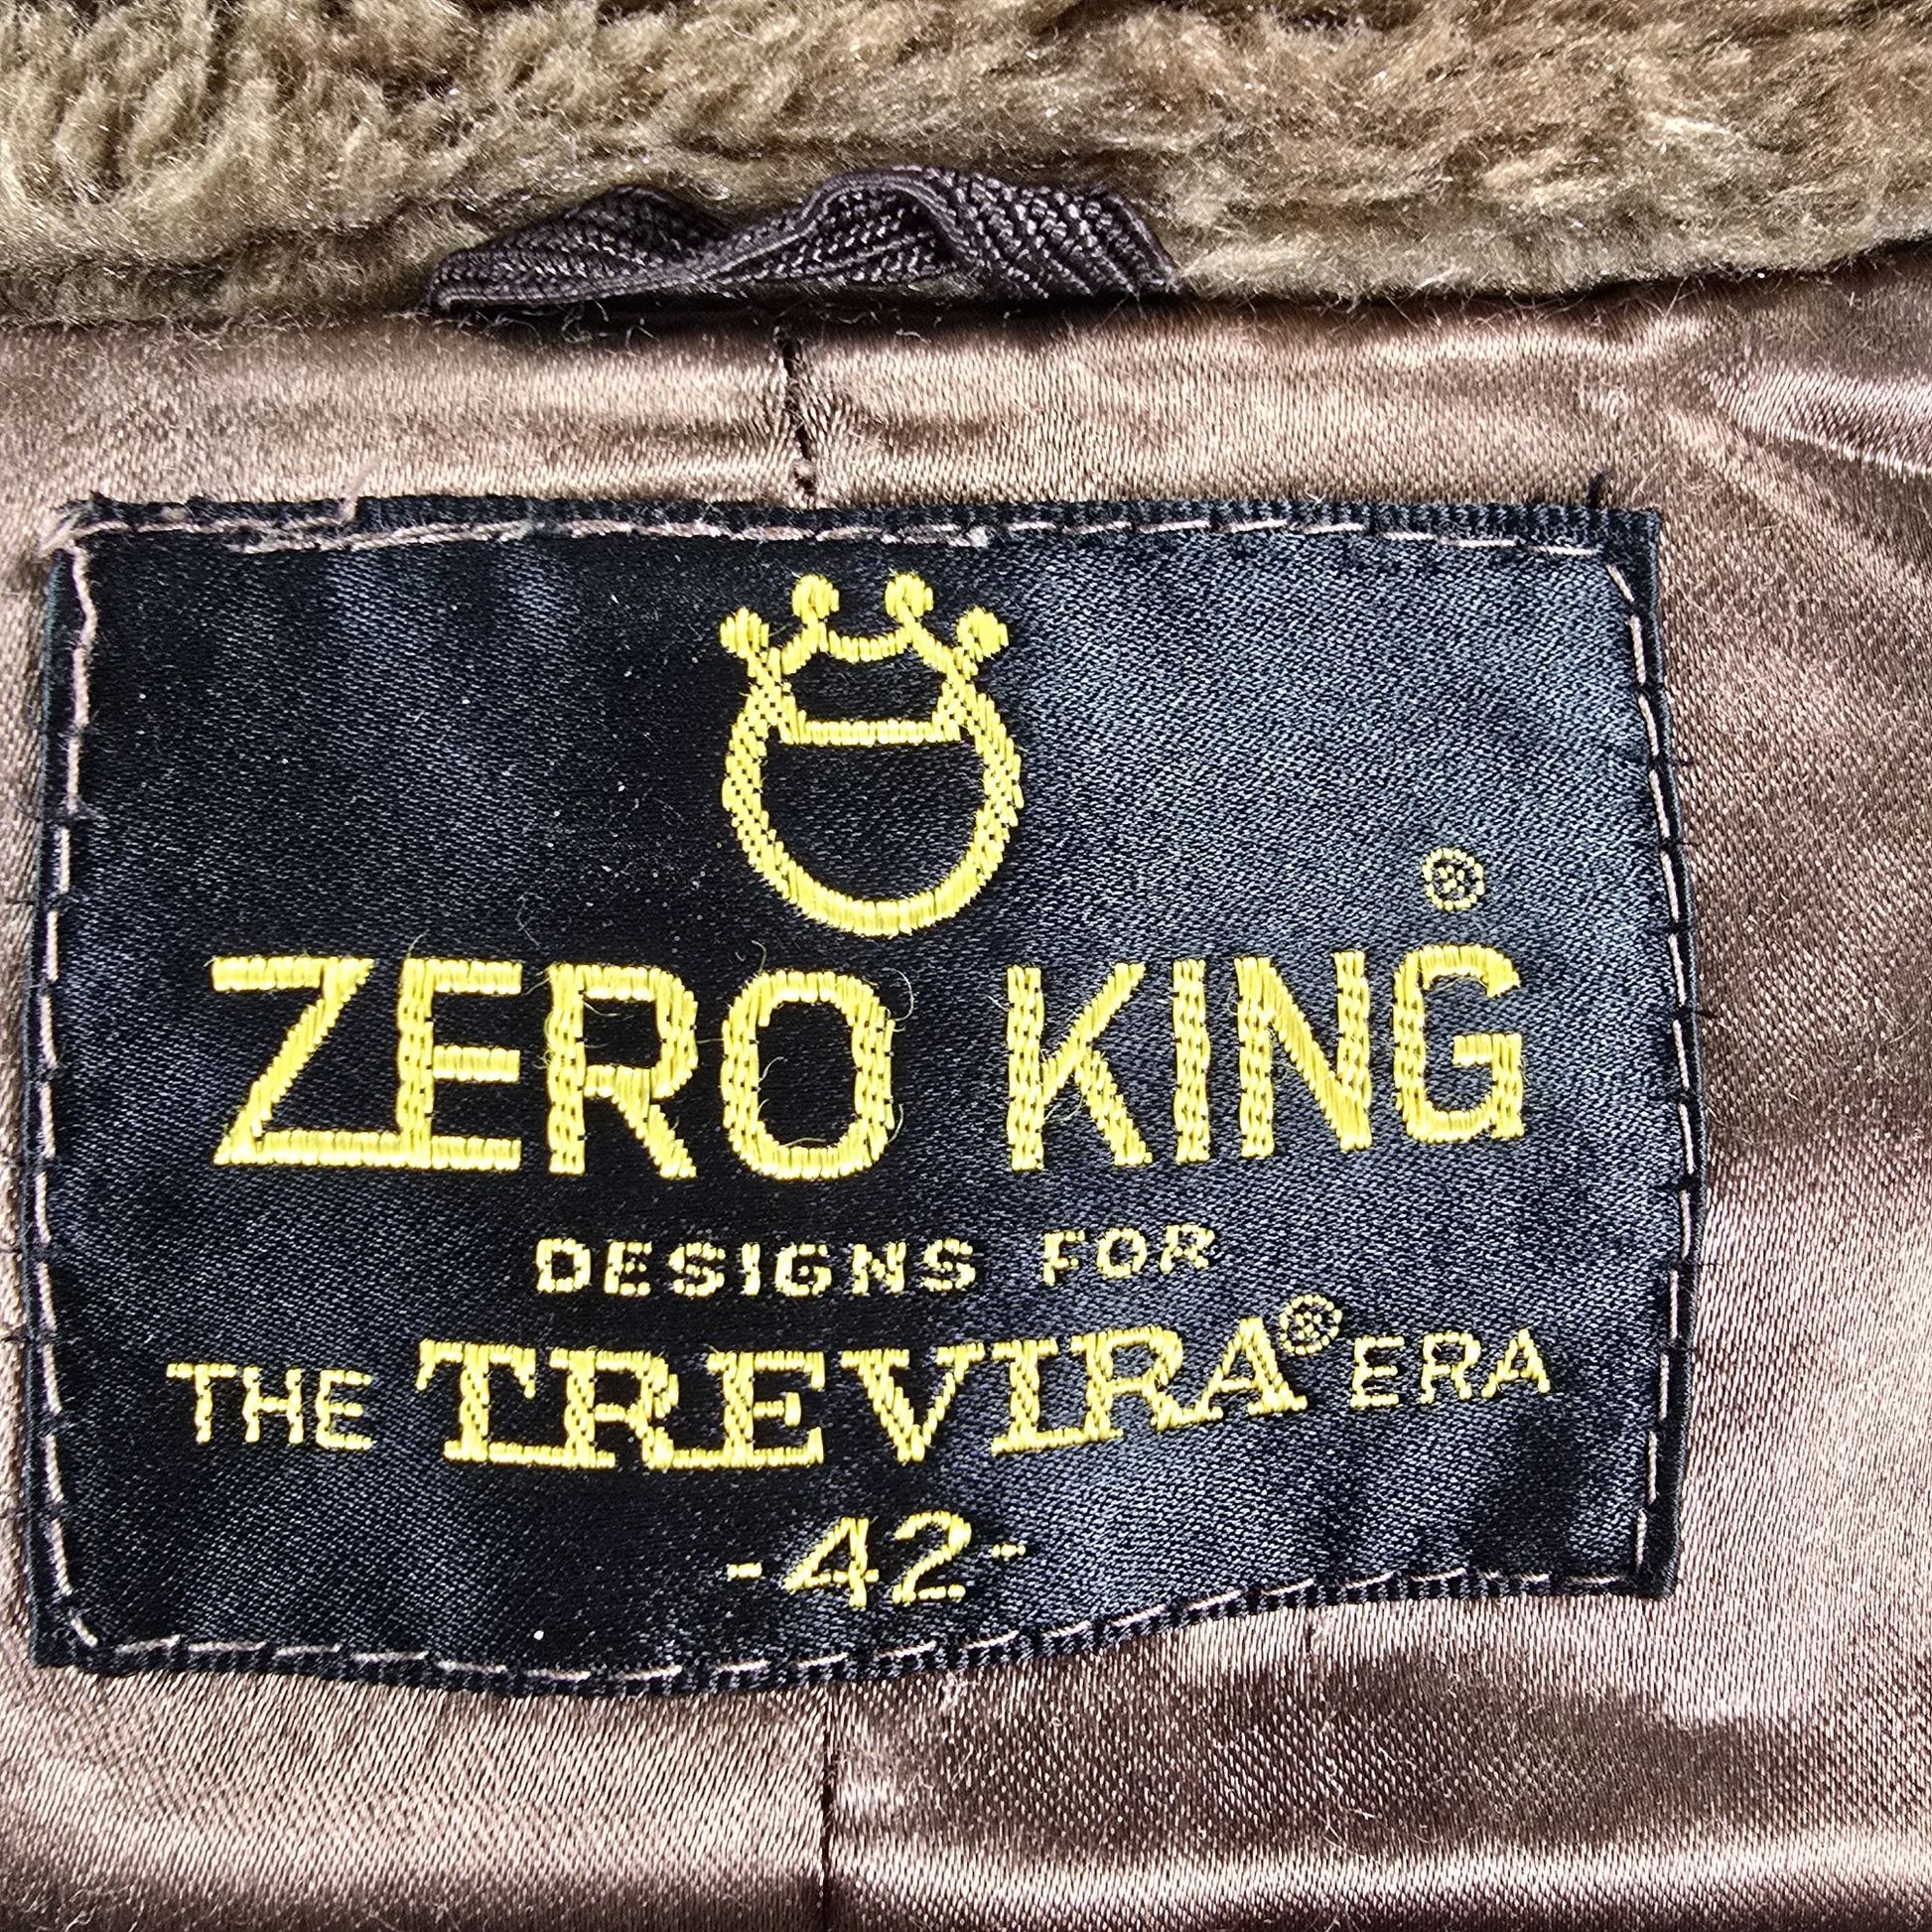 ZERO KING®
DESIGNS FOR
THE TREVIRA® ERA
-42-